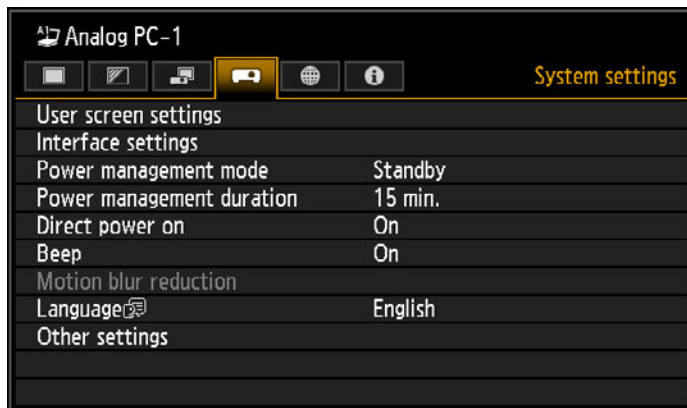 Analog PC-1
System settings
User screen settings
Interface settings
Power management mode Standby
Power management duration 15 min.
Direct power on On
Beep On
Motion blur reduction
Language English
Other settings